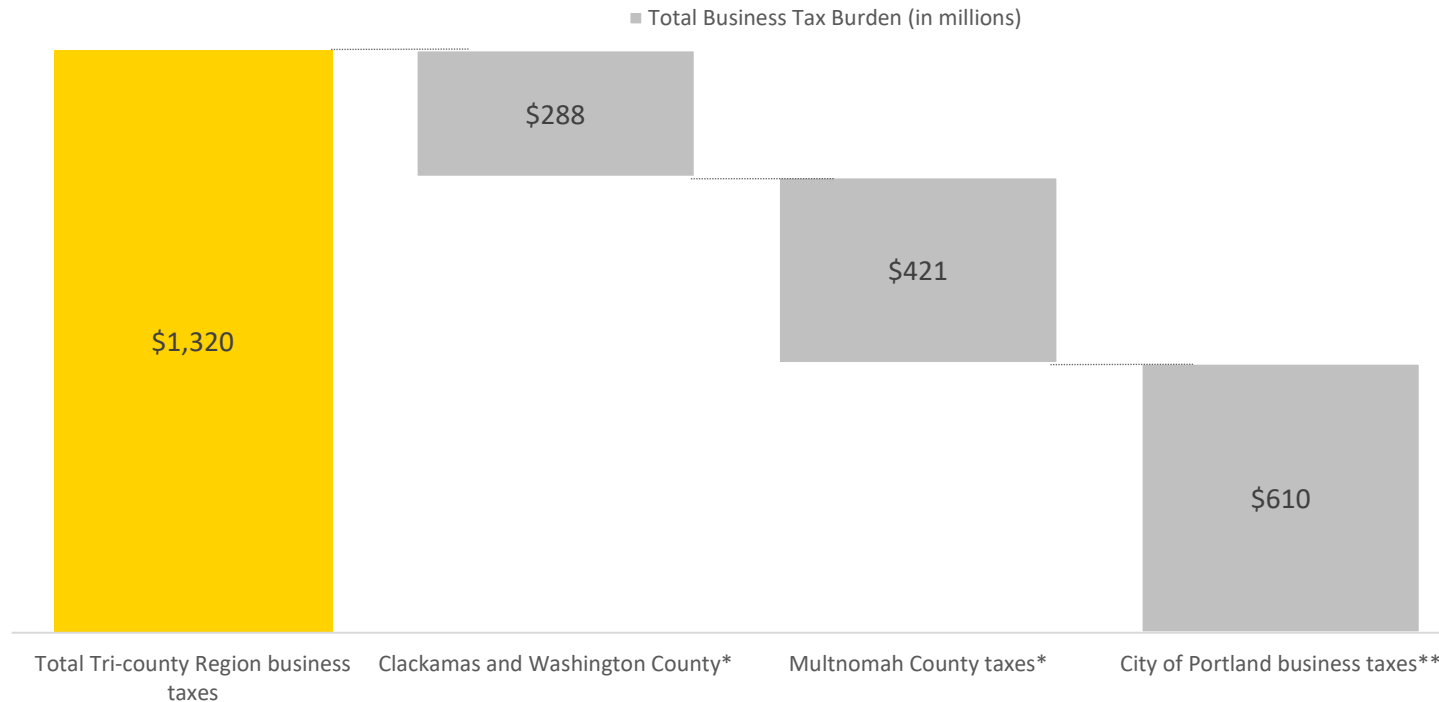 Total Business Tax Burden (in millions)
$288
$421
$1,320
$610
Total Tri-county Region business
taxes
Clackamas and Washington County*
Multnomah County taxes*
City of Portland business taxes**